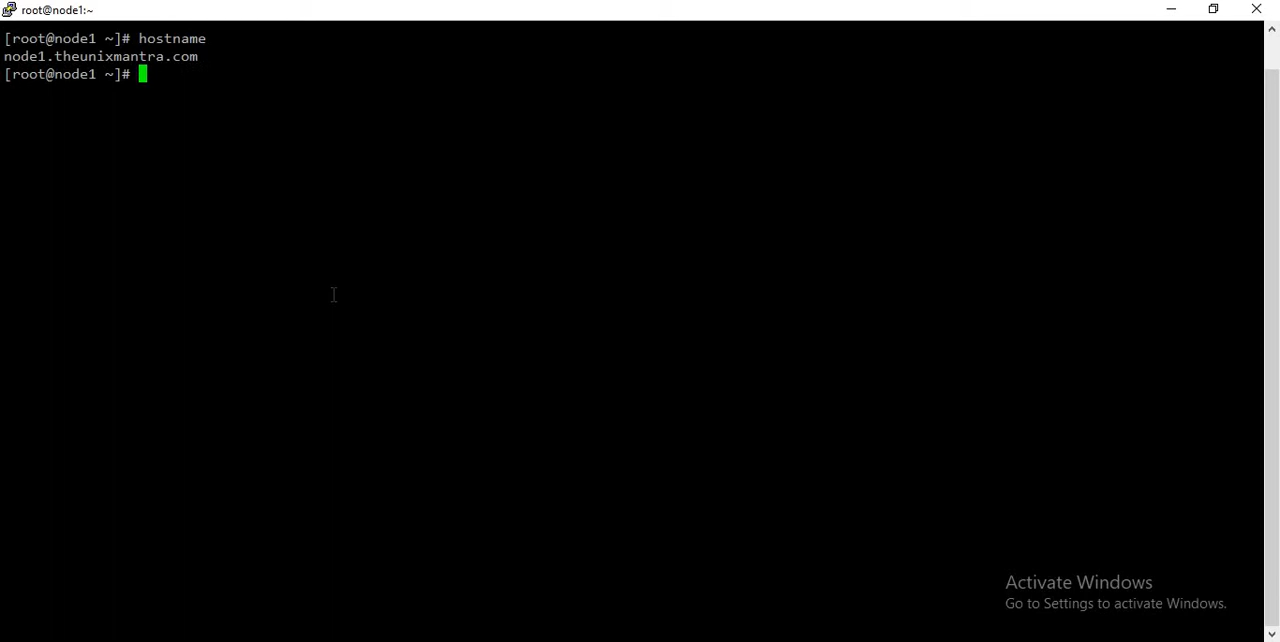 root@node1:~
[root@node1 ~]# hostname
node1.theunixmantra.com
[root@node1 ~]#
Activate Windows
Go to Settings to activate Windows.